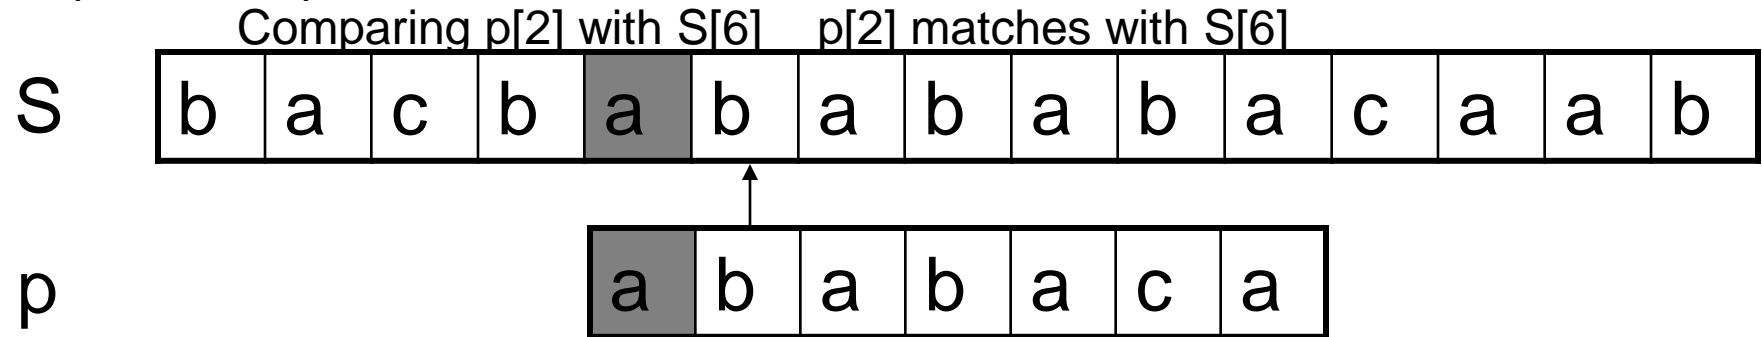 Comparing p[2] with S[6] p[2] matches with S[6]
S b a c b a b a b a b a c a a b
p a b a b a c a